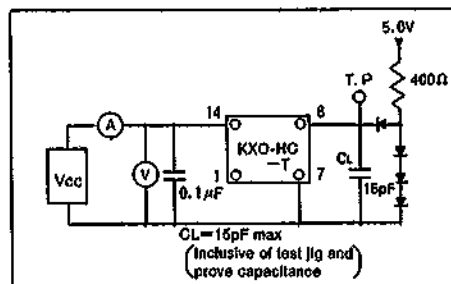 5.0V
T.P
400Ω
A
14
8
KXO-HC
-T
CL
15pF
Vcc
V
0.1μF
1
7
CL=15pF max
(Inclusive of test jig and
prove capacitance)